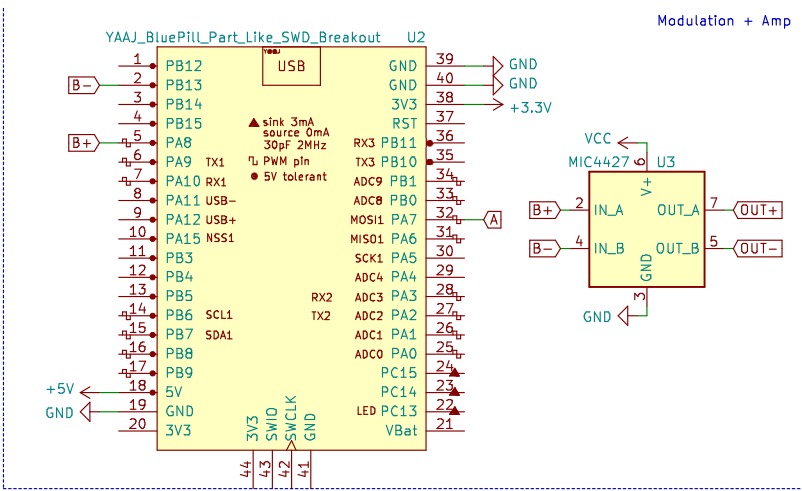 Modulation + Amp
YAAJ_BluePill_Part_Like_SWD_Breakout U2
YAAJ
USB
1 PB12
B- 2 PB13
3 PB14
4 PB15
B+ 5 PA8
6 PA9 TX1
7 PA10 RX1
8 PA11 USB-
9 PA12 USB+
10 PA15 NSS1
11 PB3
12 PB4
13 PB5
14 PB6 SCL1
15 PB7 SDA1
16 PB8
17 PB9
+5V 18 5V
GND 19 GND
20 3V3
sink 3mA
source 0mA
30pF 2MHz
PWM pin
5V tolerant
GND 39 GND
GND 40 GND
3V3 38 +3.3V
RST 37
RX3 PB11 36
TX3 PB10 35
ADC9 PB1 34
ADC8 PB0 33
MOSI1 PA7 32 A
MISO1 PA6 31
SCK1 PA5 30
ADC4 PA4 29
RX2 ADC3 PA3 28
TX2 ADC2 PA2 27
ADC1 PA1 26
ADC0 PA0 25
PC15 24
PC14 23
LED PC13 22
VBat 21
3V3 SWIO SWCLK GND
44 43 42 41
VCC
MIC4427 6 U3
V+
B+ 2 IN_A OUT_A 7 OUT+
B- 4 IN_B OUT_B 5 OUT-
GND
3
GND